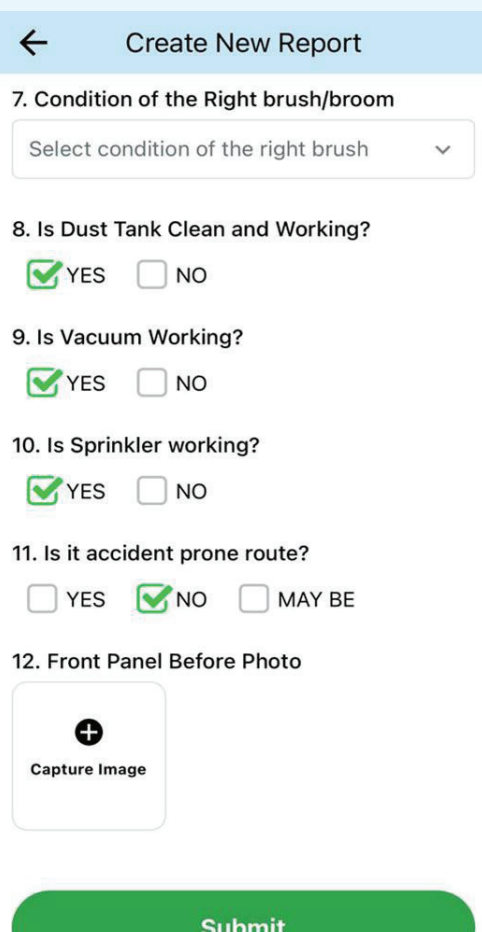 Create New Report
7. Condition of the Right brush/broom
Select condition of the right brush
8. Is Dust Tank Clean and Working?
YES NO
9. Is Vacuum Working?
YES NO
10. Is Sprinkler working?
YES NO
11. Is it accident prone route?
YES NO MAY BE
12. Front Panel Before Photo
Capture Image
Submit